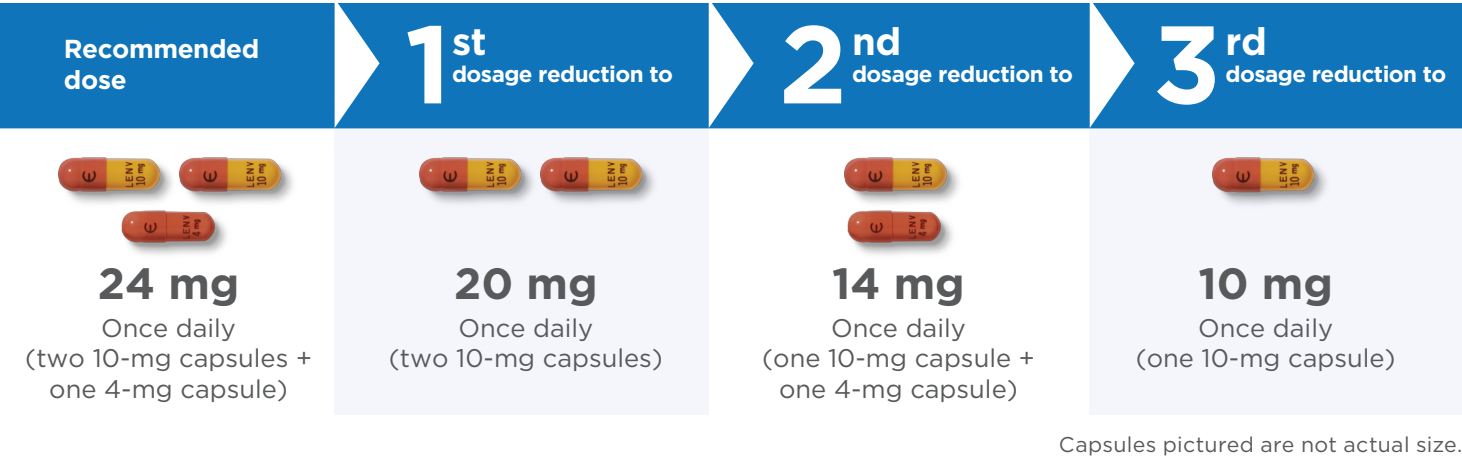 Recommended
dose
1st
dosage reduction to
2nd
dosage reduction to
3rd
dosage reduction to
Є LENV
10 mg
Є LENV
10 mg
Є LENV
4 mg
24 mg
Once daily
(two 10-mg capsules +
one 4-mg capsule)
Є LENV
10 mg
Є LENV
10 mg
20 mg
Once daily
(two 10-mg capsules)
Є LENV
10 mg
Є LENV
4 mg
14 mg
Once daily
(one 10-mg capsule +
one 4-mg capsule)
Є LENV
10 mg
10 mg
Once daily
(one 10-mg capsule)
Capsules pictured are not actual size.